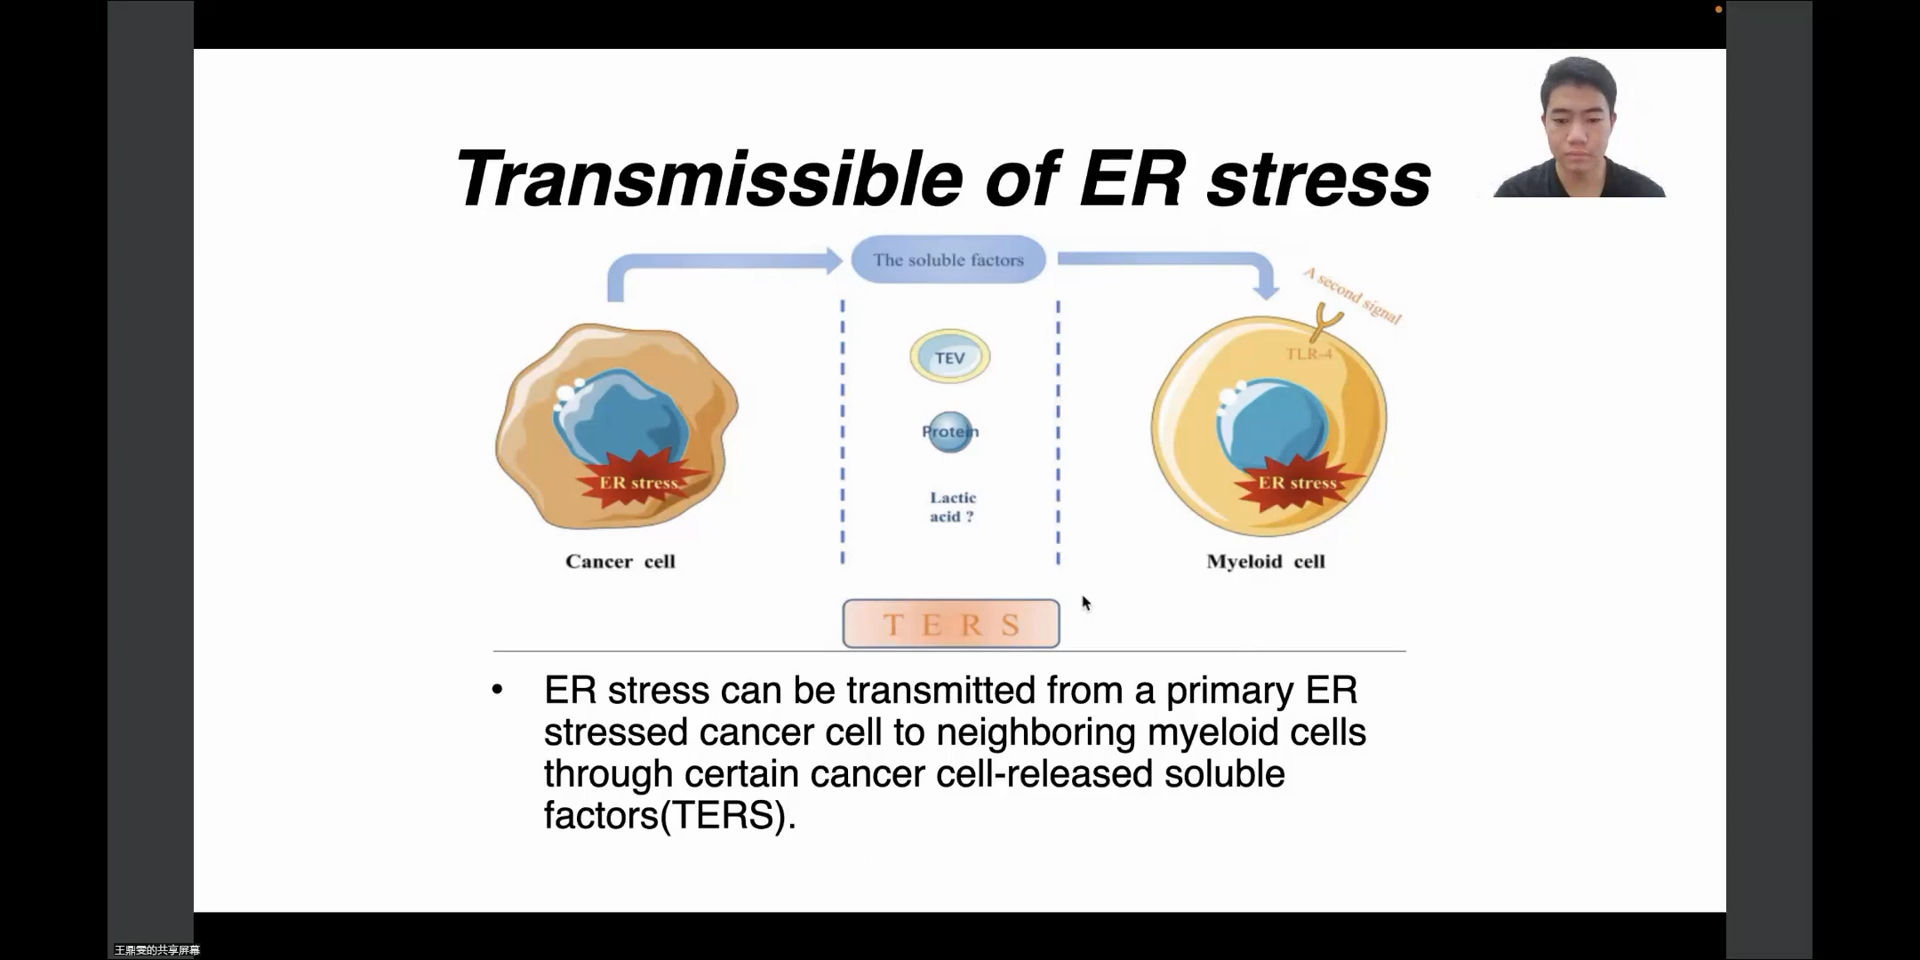 Transmissible of ER stress
The soluble factors
A second signal
TLR-4
TEV
Protein
Lactic
acid ?
ER stress
ER stress
Cancer cell
Myeloid cell
TERS
• ER stress can be transmitted from a primary ER
stressed cancer cell to neighboring myeloid cells
through certain cancer cell-released soluble
factors(TERS).
王鼎雯的共享屏幕